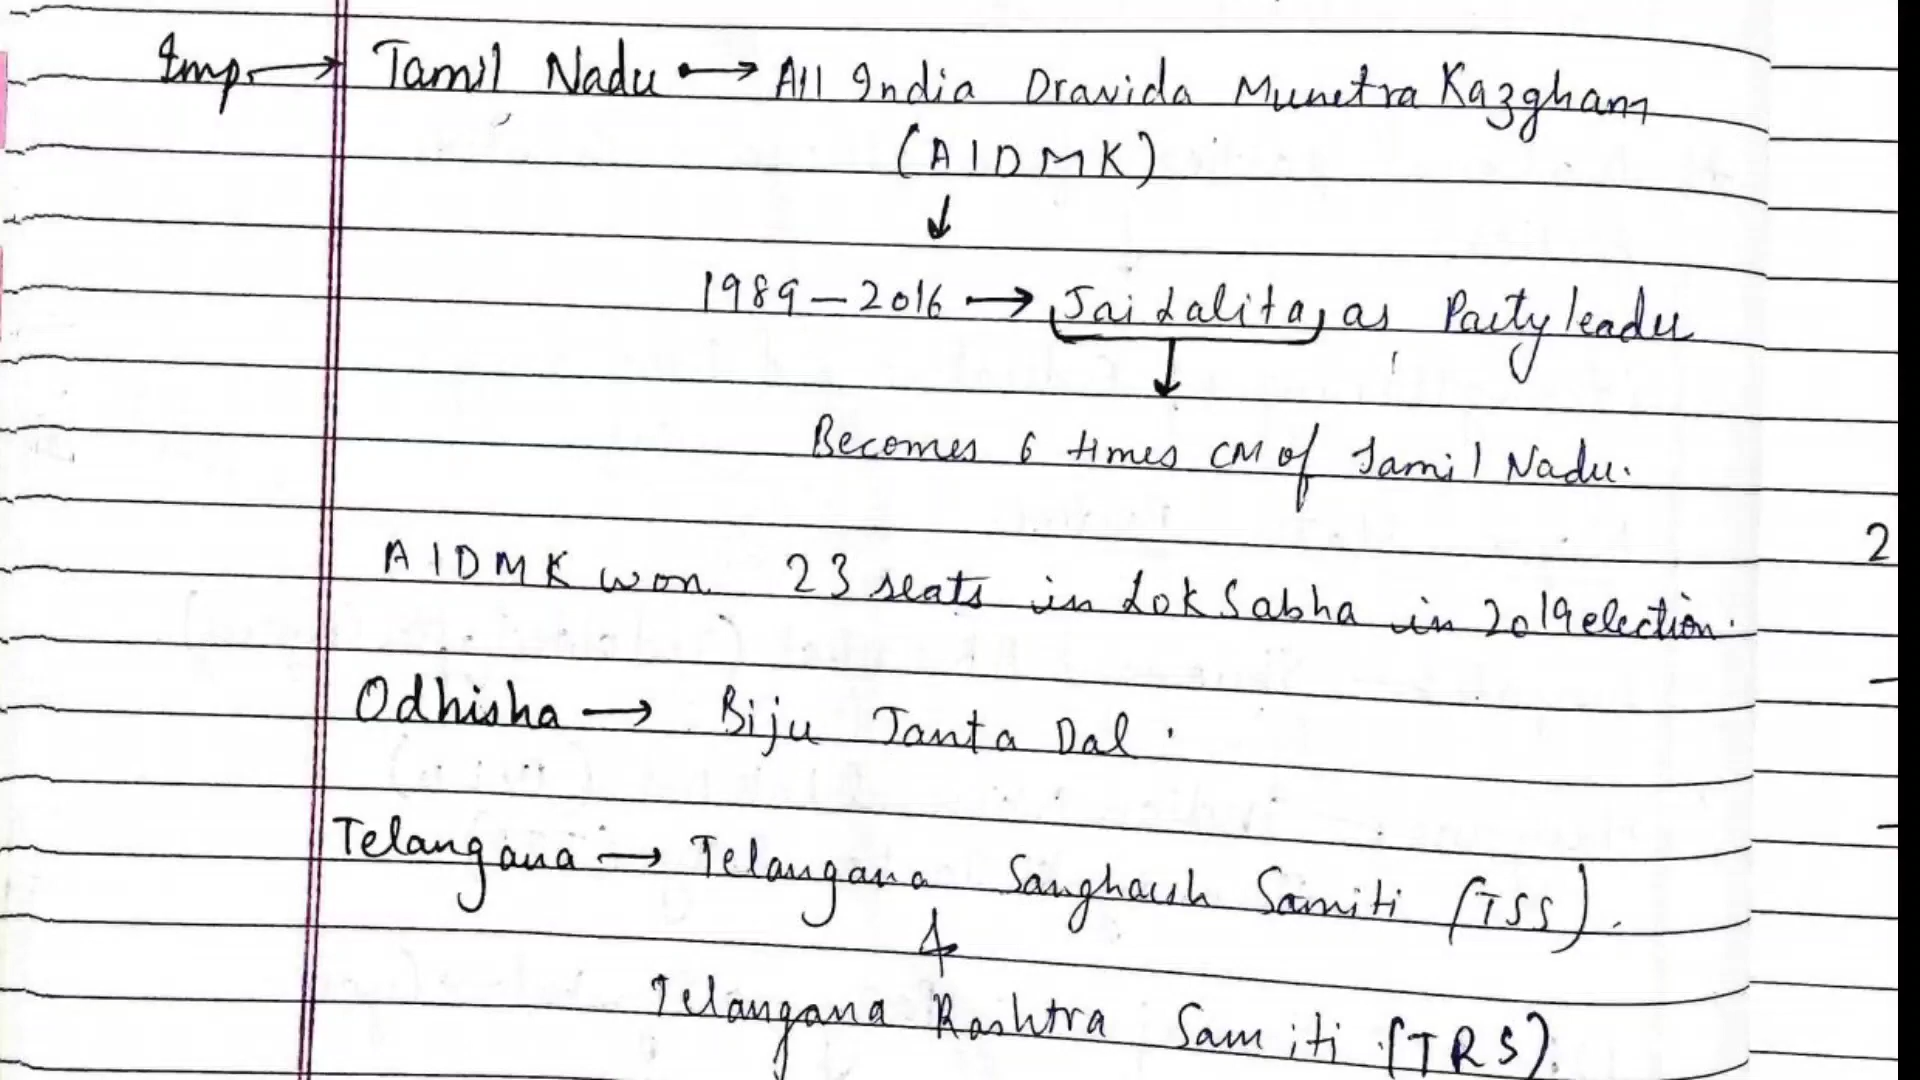 Imp. → Tamil Nadu → All India Dravida Munetra Kazgham
(AIDMK)
↓
1989 – 2016 → Jai Lalita, as Party leader
↓
Becomes 6 times CM of Tamil Nadu.
2
AIDMK won 23 seats in Lok Sabha in 2019 election.
Odhisha → Biju Janta Dal.
Telangana → Telangana Sangharsh Samiti (TSS).
&
Telangana Rashtra Samiti (TRS).